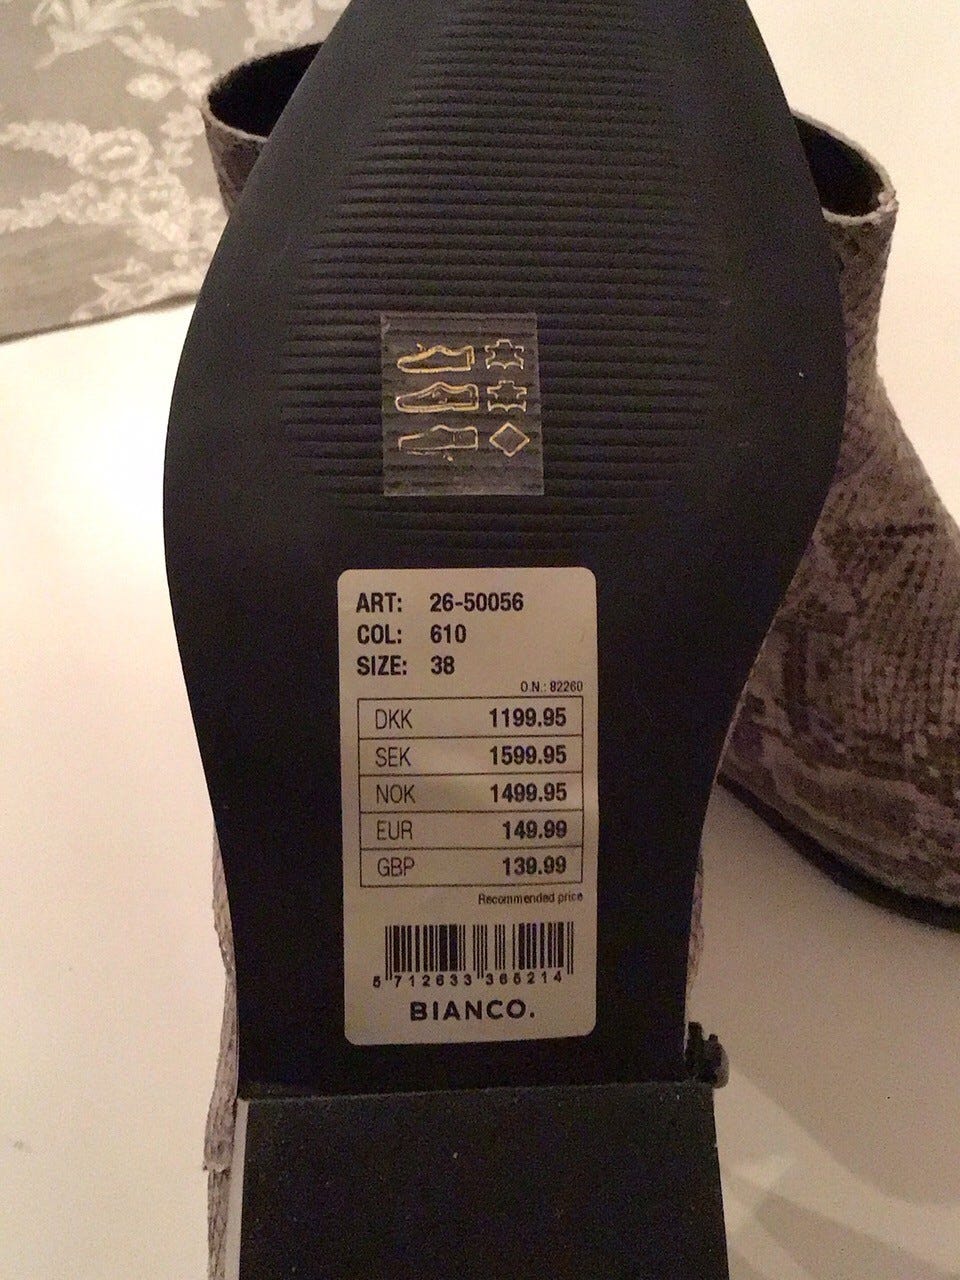 ART: 26-50056
COL: 610
SIZE: 38
O.N.: 82260
DKK 1199.95
SEK 1599.95
NOK 1499.95
EUR 149.99
GBP 139.99
Recommended price
5 712633 365214
BIANCO.